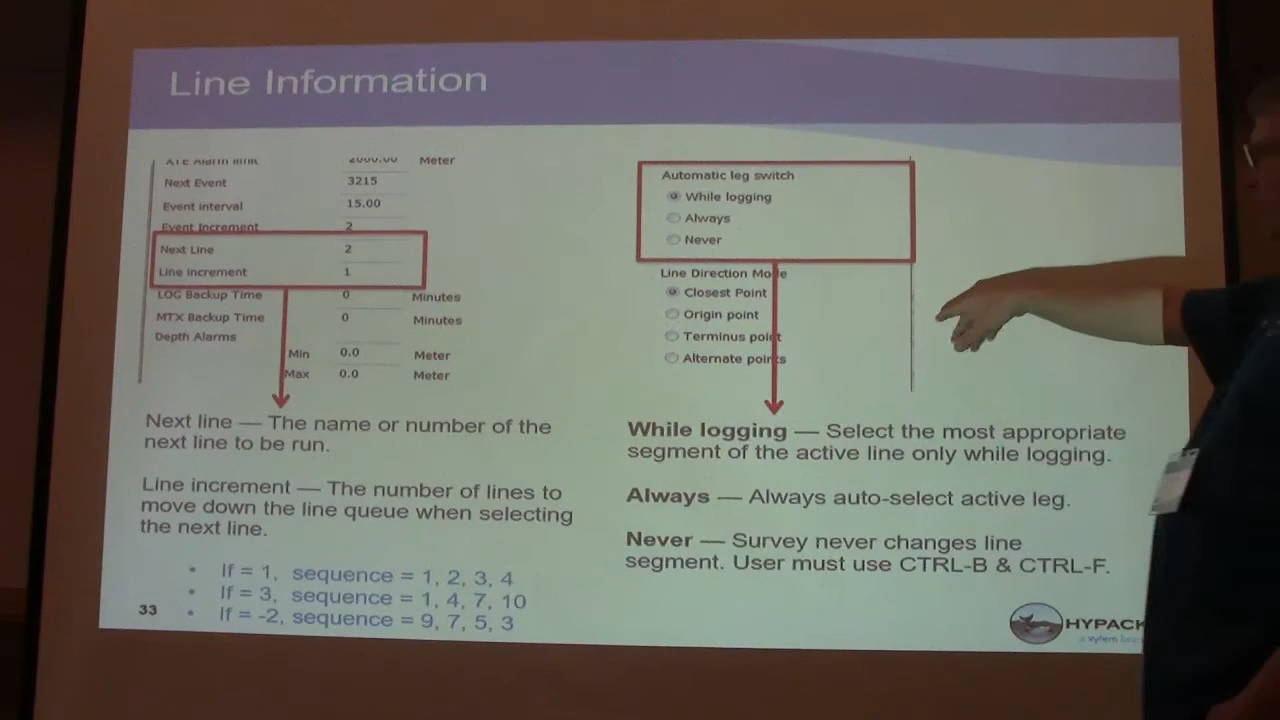 Line Information
2000.00 Meter
Next Event 3215
Event interval 15.00
Event Increment 2
Next Line 2
Line increment 1
LOG Backup Time 0 Minutes
MTX Backup Time 0 Minutes
Depth Alarms
Min 0.0 Meter
Max 0.0 Meter
Next line — The name or number of the
next line to be run.
Line increment — The number of lines to
move down the line queue when selecting
the next line.
• If = 1, sequence = 1, 2, 3, 4
• If = 3, sequence = 1, 4, 7, 10
• If = -2, sequence = 9, 7, 5, 3
33
Automatic leg switch
While logging
Always
Never
Line Direction Mode
Closest Point
Origin point
Terminus point
Alternate points
While logging — Select the most appropriate
segment of the active line only while logging.
Always — Always auto-select active leg.
Never — Survey never changes line
segment. User must use CTRL-B & CTRL-F.
HYPACK
a xylem